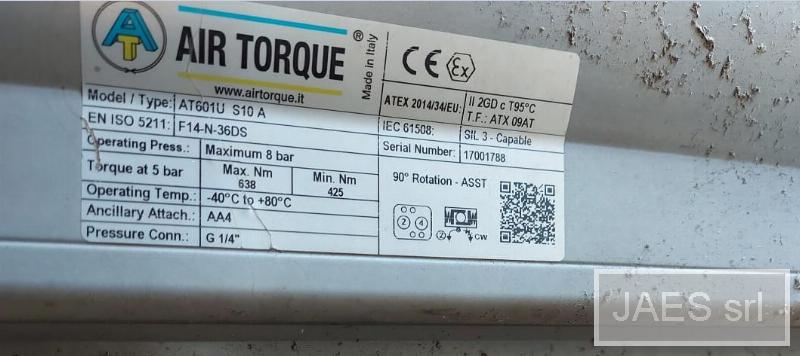 AT
AIR TORQUE®
www.airtorque.it
Made in Italy
CE Ex
Model / Type: AT601U S10 A
EN ISO 5211: F14-N-36DS
Operating Press.: Maximum 8 bar
Torque at 5 bar Max. Nm 638 Min. Nm 425
Operating Temp.: -40°C to +80°C
Ancillary Attach.: AA4
Pressure Conn.: G 1/4"
ATEX 2014/34/EU: II 2GD c T95°C
T.F.: ATX 09AT
IEC 61508: SIL 3 - Capable
Serial Number: 17001788
90° Rotation - ASST
2 4
2 CW
JAES srl